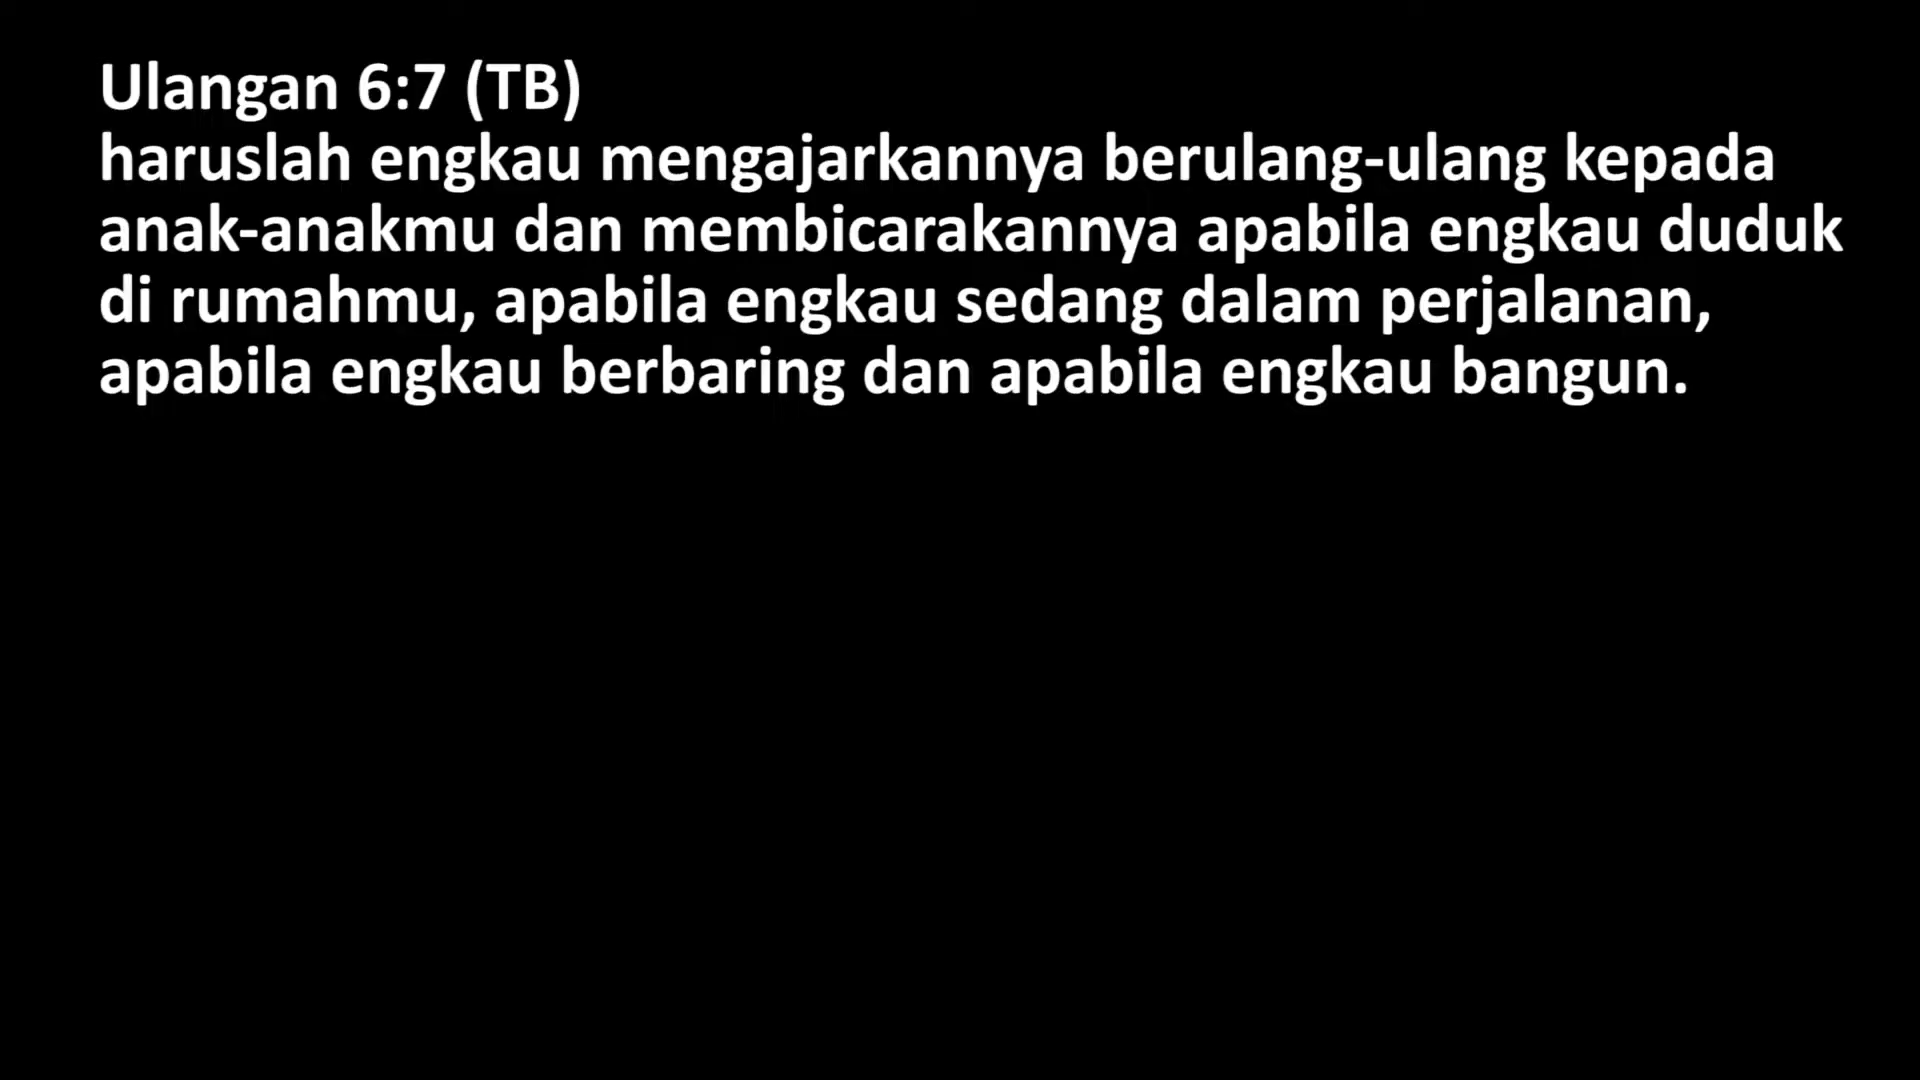 Ulangan 6:7 (TB)
haruslah engkau mengajarkannya berulang-ulang kepada
anak-anakmu dan membicarakannya apabila engkau duduk
di rumahmu, apabila engkau sedang dalam perjalanan,
apabila engkau berbaring dan apabila engkau bangun.